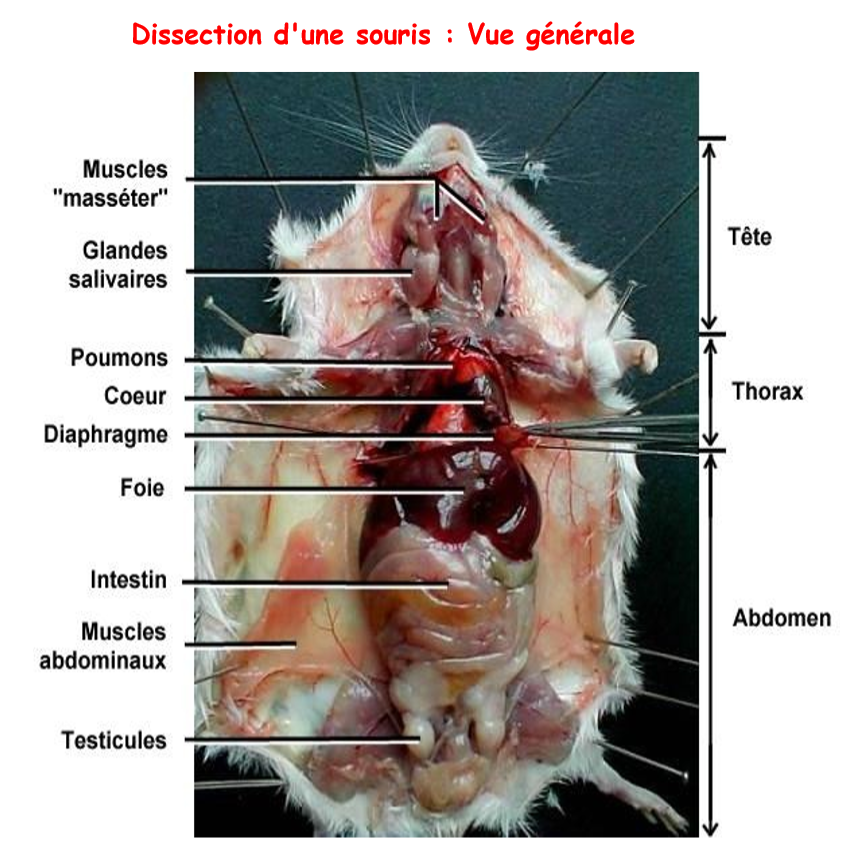 Dissection d'une souris : Vue générale
Muscles
"masséter"
Glandes
salivaires
Poumons
Coeur
Diaphragme
Foie
Intestin
Muscles
abdominaux
Testicules
Tête
Thorax
Abdomen